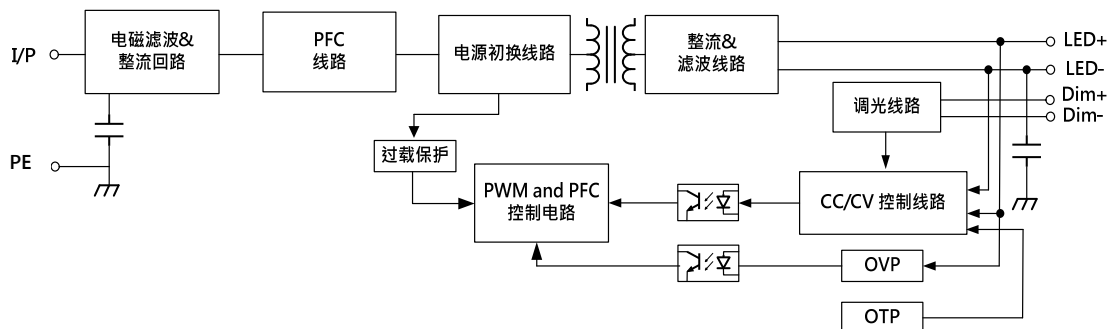 I/P
电磁滤波&
整流回路
PFC
线路
电源初换线路
整流&
滤波线路
LED+
LED-
Dim+
Dim-
调光线路
PE
过载保护
PWM and PFC
控制电路
CC/CV 控制线路
OVP
OTP